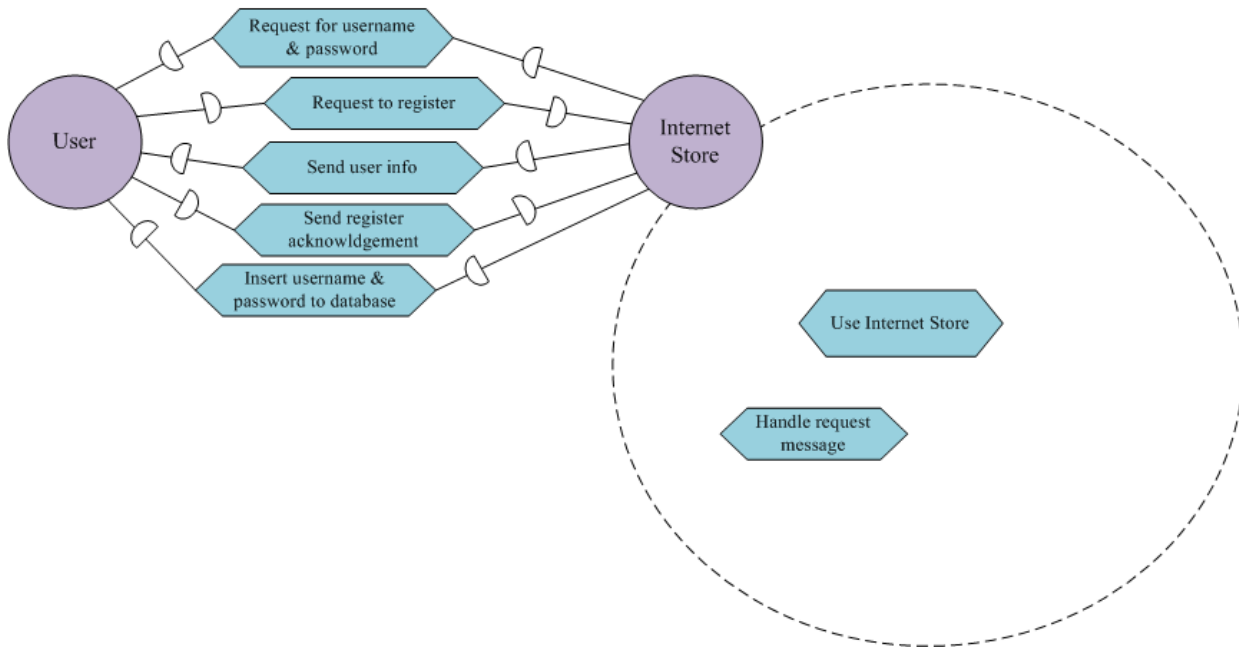 Request for username
& password
Request to register
User
Internet
Store
Send user info
Send register
acknowldgement
Insert username &
password to database
Use Internet Store
Handle request
message